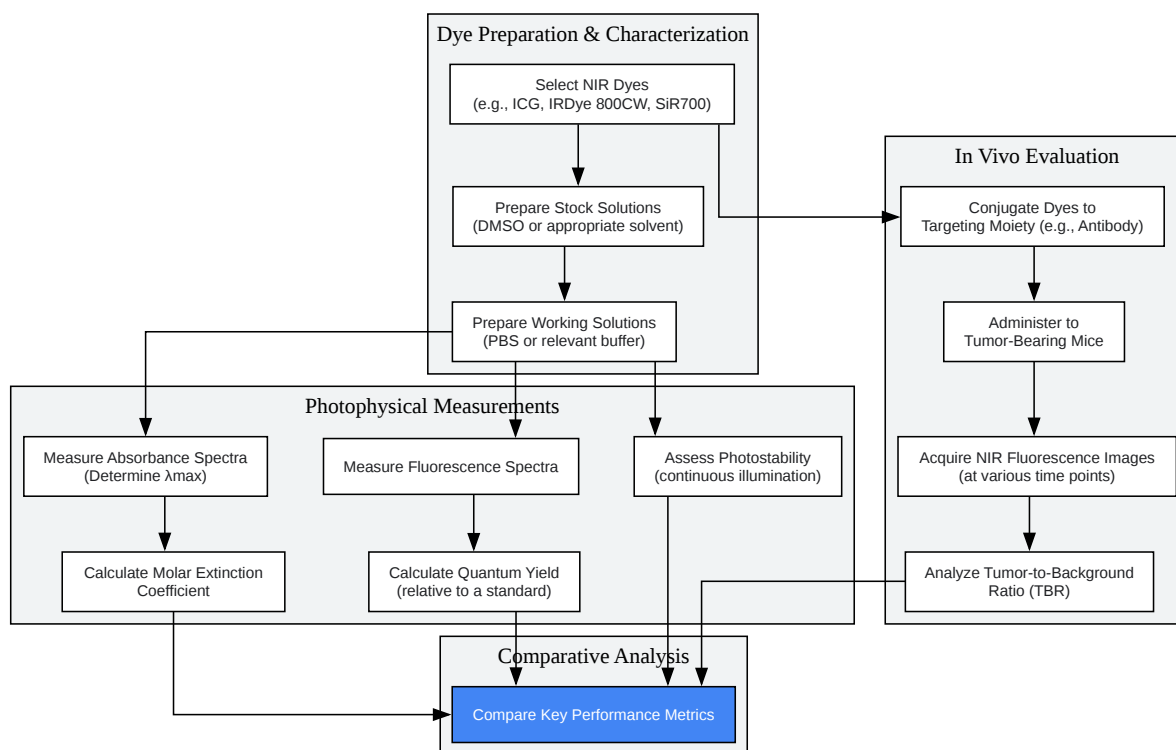 Dye Preparation & Characterization
Select NIR Dyes
(e.g., ICG, IRDye 800CW, SiR700)
Prepare Stock Solutions
(DMSO or appropriate solvent)
Prepare Working Solutions
(PBS or relevant buffer)
In Vivo Evaluation
Conjugate Dyes to
Targeting Moiety (e.g., Antibody)
Administer to
Tumor-Bearing Mice
Acquire NIR Fluorescence Images
(at various time points)
Analyze Tumor-to-Background
Ratio (TBR)
Photophysical Measurements
Measure Absorbance Spectra
(Determine λmax)
Measure Fluorescence Spectra
Assess Photostability
(continuous illumination)
Calculate Molar Extinction
Coefficient
Calculate Quantum Yield
(relative to a standard)
Comparative Analysis
Compare Key Performance Metrics